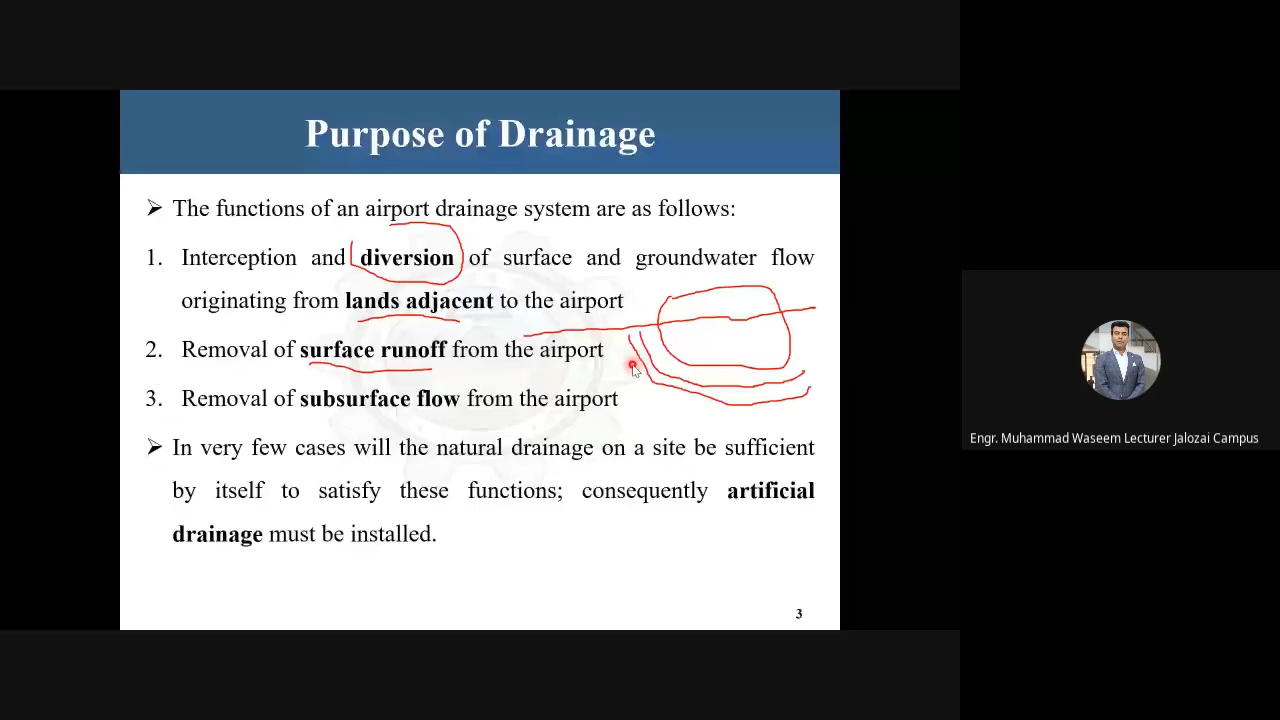 Purpose of Drainage
➢ The functions of an airport drainage system are as follows:
1. Interception and diversion of surface and groundwater flow
originating from lands adjacent to the airport
2. Removal of surface runoff from the airport
3. Removal of subsurface flow from the airport
➢ In very few cases will the natural drainage on a site be sufficient
by itself to satisfy these functions; consequently artificial
drainage must be installed.
3
Engr. Muhammad Waseem Lecturer Jalozai Campus